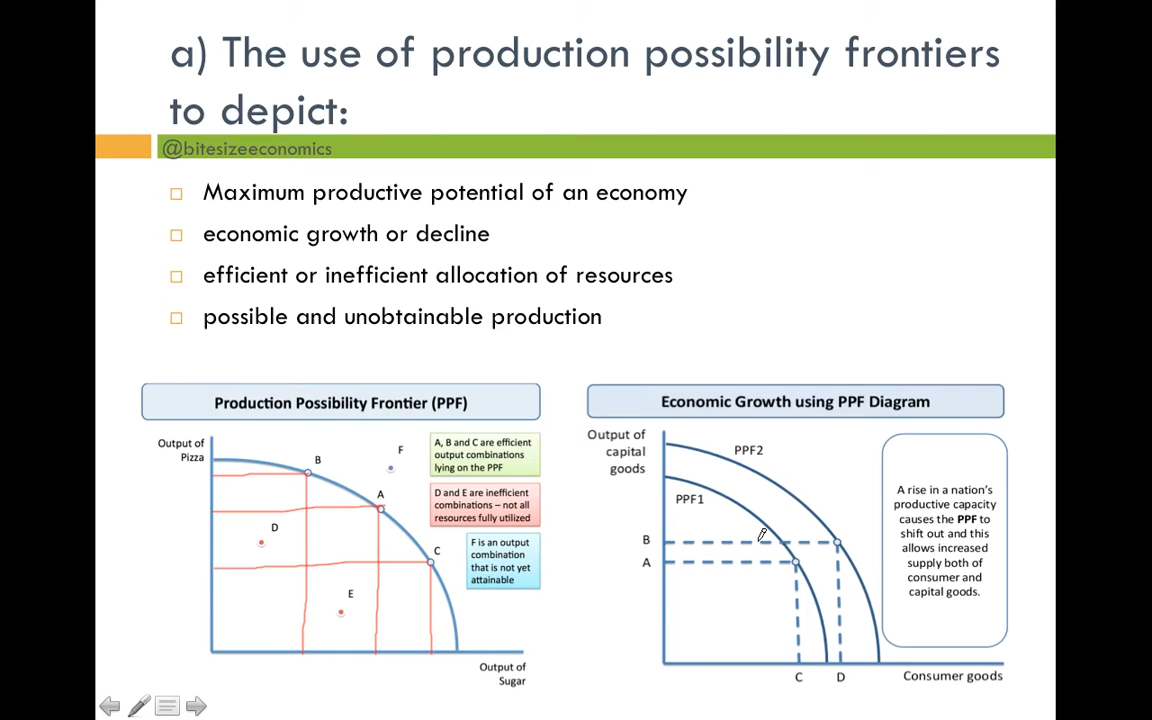 a) The use of production possibility frontiers
to depict:
@bitesizeeconomics
Maximum productive potential of an economy
economic growth or decline
efficient or inefficient allocation of resources
possible and unobtainable production
Production Possibility Frontier (PPF)
Output of
Pizza
B
F
A
D
C
E
A, B and C are efficient
output combinations
lying on the PPF
D and E are inefficient
combinations – not all
resources fully utilized
F is an output
combination
that is not yet
attainable
Output of
Sugar
Economic Growth using PPF Diagram
Output of
capital
goods
PPF2
PPF1
B
A
C
D
Consumer goods
A rise in a nation's
productive capacity
causes the PPF to
shift out and this
allows increased
supply both of
consumer and
capital goods.